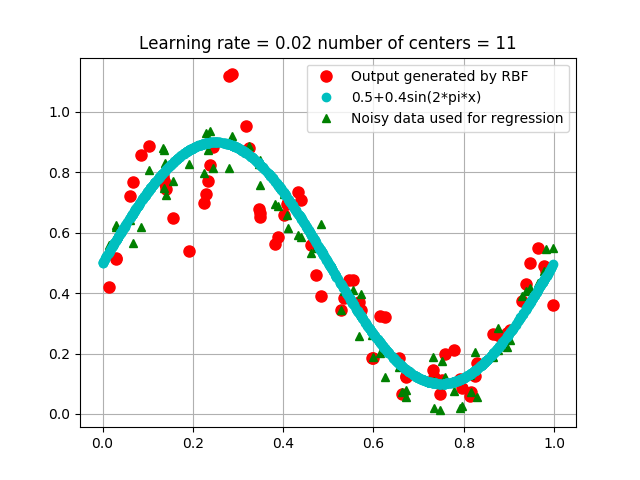 Learning rate = 0.02 number of centers = 11
Output generated by RBF
0.5+0.4sin(2*pi*x)
Noisy data used for regression
1.0
0.8
0.6
0.4
0.2
0.0
0.0 0.2 0.4 0.6 0.8 1.0